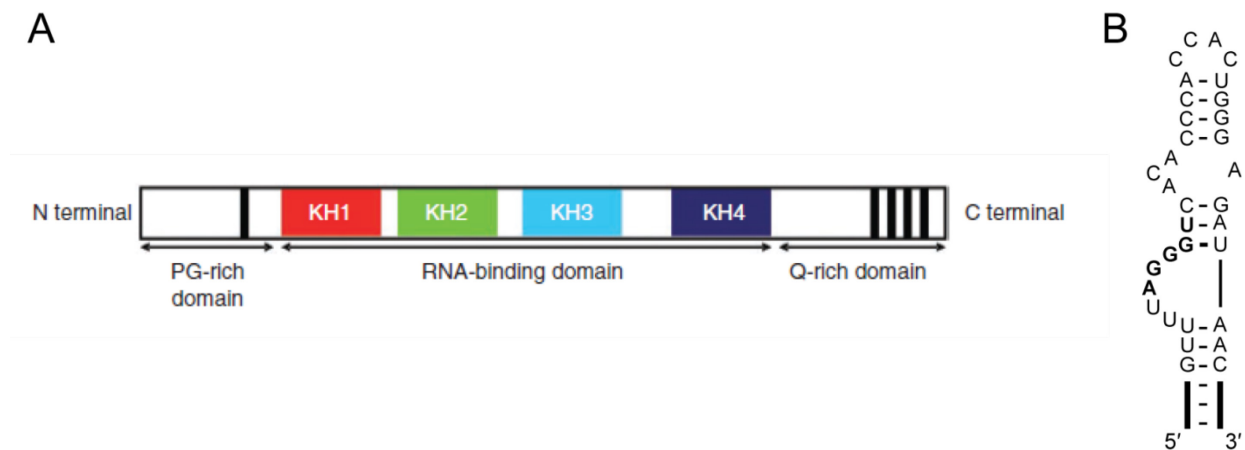 A
N terminal
KH1
KH2
KH3
KH4
C terminal
PG-rich
domain
RNA-binding domain
Q-rich domain
B
C A
C C
A - U
C - G
C - G
C - G
A
C A
A
C - G
U A
G - U
G
G
A
U
U U - A
U - A
G - C
5′ 3′